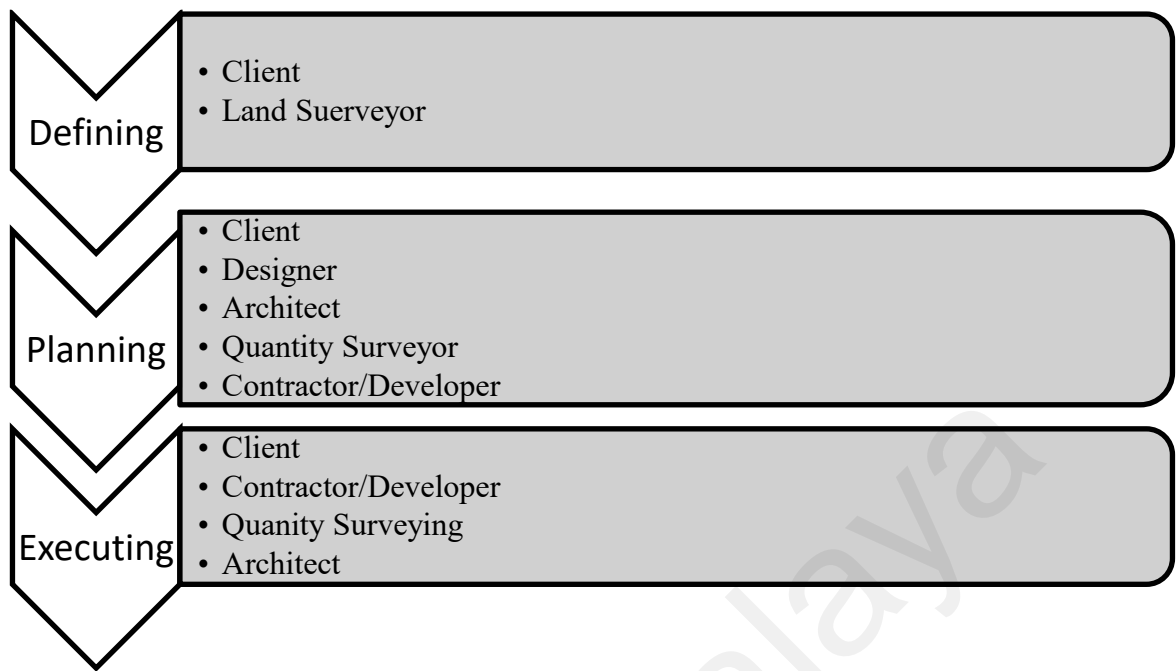 Defining
• Client
• Land Suerveyor
Planning
• Client
• Designer
• Architect
• Quantity Surveyor
• Contractor/Developer
Executing
• Client
• Contractor/Developer
• Quanity Surveying
• Architect
alaya